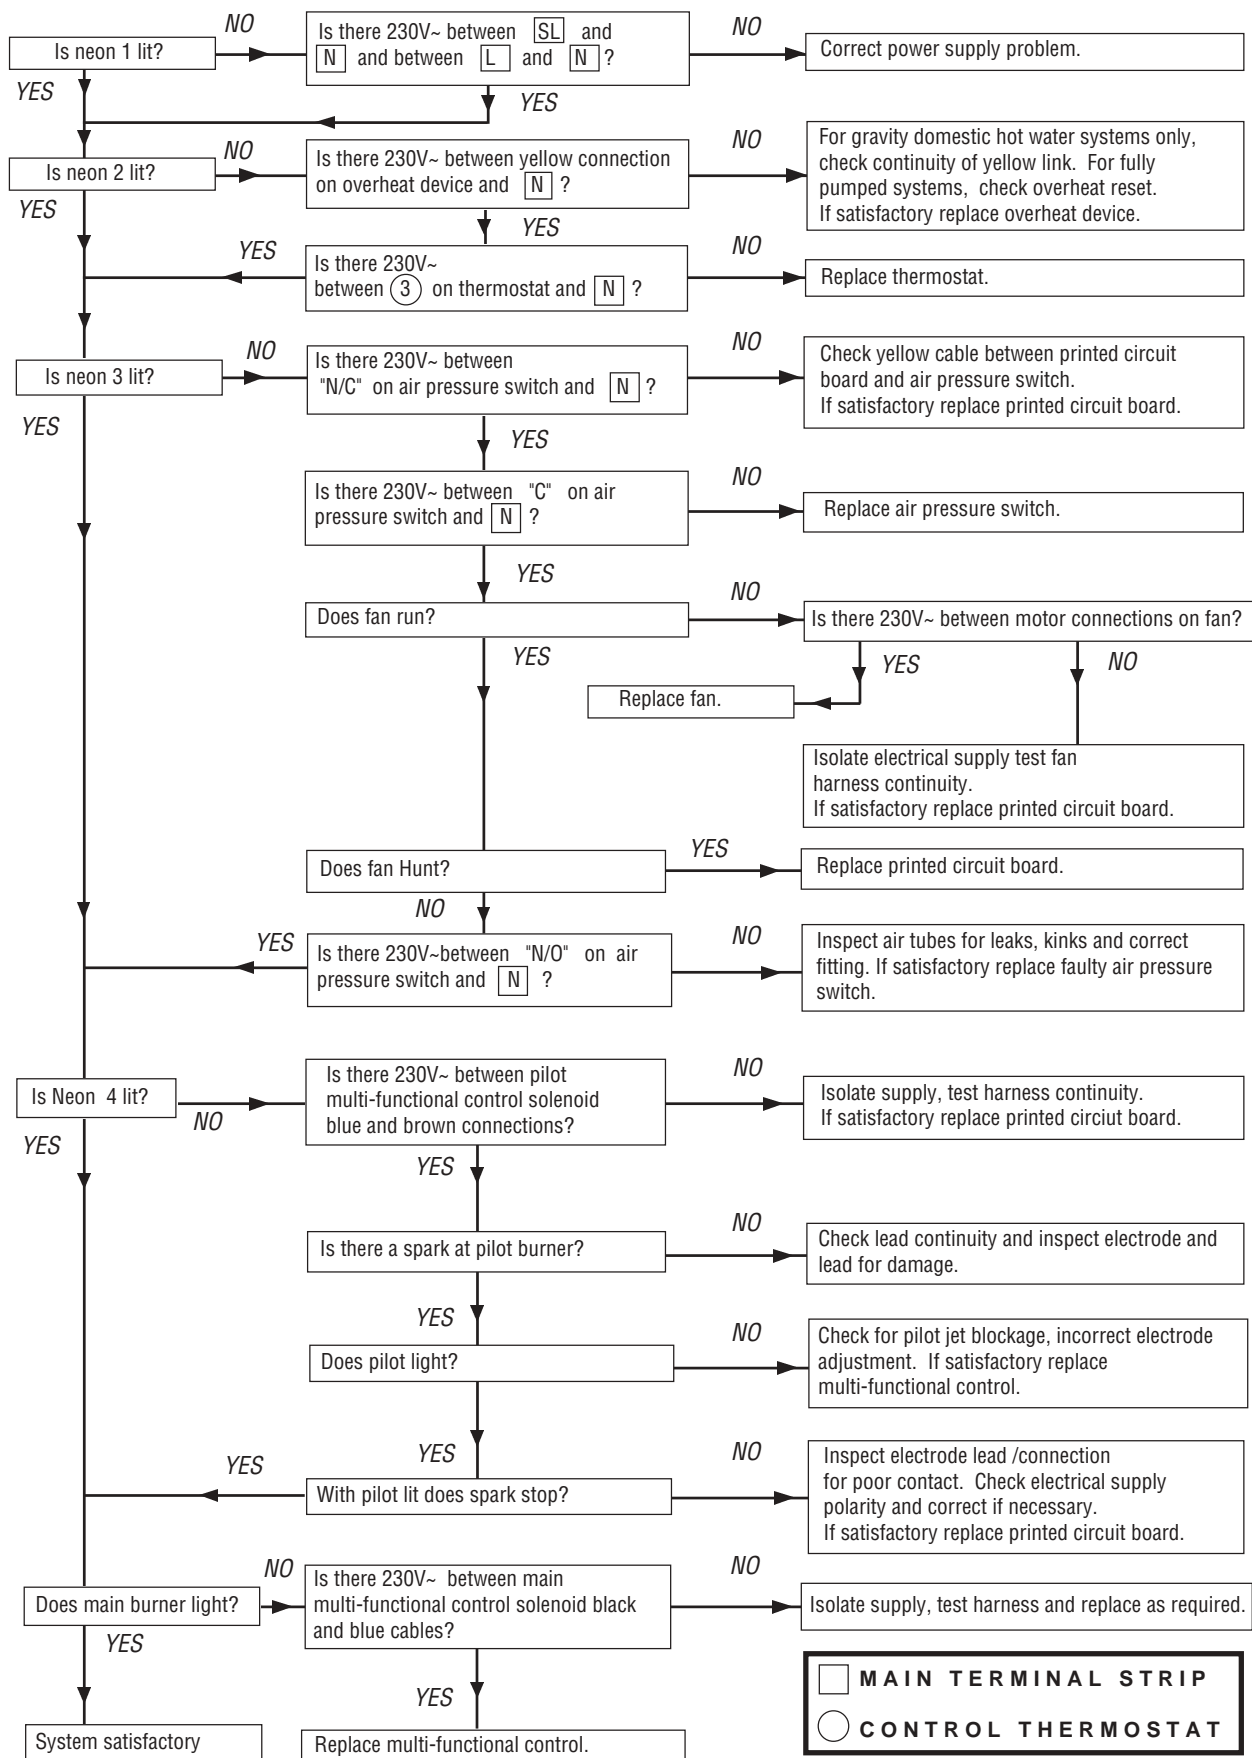 NO
Is neon 1 lit?
Is there 230V~ between SL and
N and between L and N ?
NO
Correct power supply problem.
YES
YES
Is neon 2 lit?
NO
Is there 230V~ between yellow connection
on overheat device and N ?
NO
For gravity domestic hot water systems only,
check continuity of yellow link. For fully
pumped systems, check overheat reset.
If satisfactory replace overheat device.
YES
YES
YES
Is there 230V~
between 3 on thermostat and N ?
NO
Replace thermostat.
Is neon 3 lit?
NO
Is there 230V~ between
"N/C" on air pressure switch and N ?
NO
Check yellow cable between printed circuit
board and air pressure switch.
If satisfactory replace printed circuit board.
YES
YES
Is there 230V~ between "C" on air
pressure switch and N ?
NO
Replace air pressure switch.
YES
Does fan run?
NO
Is there 230V~ between motor connections on fan?
YES
YES
NO
Replace fan.
Isolate electrical supply test fan
harness continuity.
If satisfactory replace printed circuit board.
Does fan Hunt?
YES
Replace printed circuit board.
NO
YES
Is there 230V~between "N/O" on air
pressure switch and N ?
NO
Inspect air tubes for leaks, kinks and correct
fitting. If satisfactory replace faulty air pressure
switch.
Is Neon 4 lit?
NO
Is there 230V~ between pilot
multi-functional control solenoid
blue and brown connections?
NO
Isolate supply, test harness continuity.
If satisfactory replace printed circiut board.
YES
YES
Is there a spark at pilot burner?
NO
Check lead continuity and inspect electrode and
lead for damage.
YES
Does pilot light?
NO
Check for pilot jet blockage, incorrect electrode
adjustment. If satisfactory replace
multi-functional control.
YES
YES
With pilot lit does spark stop?
NO
Inspect electrode lead /connection
for poor contact. Check electrical supply
polarity and correct if necessary.
If satisfactory replace printed circuit board.
Does main burner light?
NO
Is there 230V~ between main
multi-functional control solenoid black
and blue cables?
NO
Isolate supply, test harness and replace as required.
YES
YES
System satisfactory
Replace multi-functional control.
MAIN TERMINAL STRIP
CONTROL THERMOSTAT